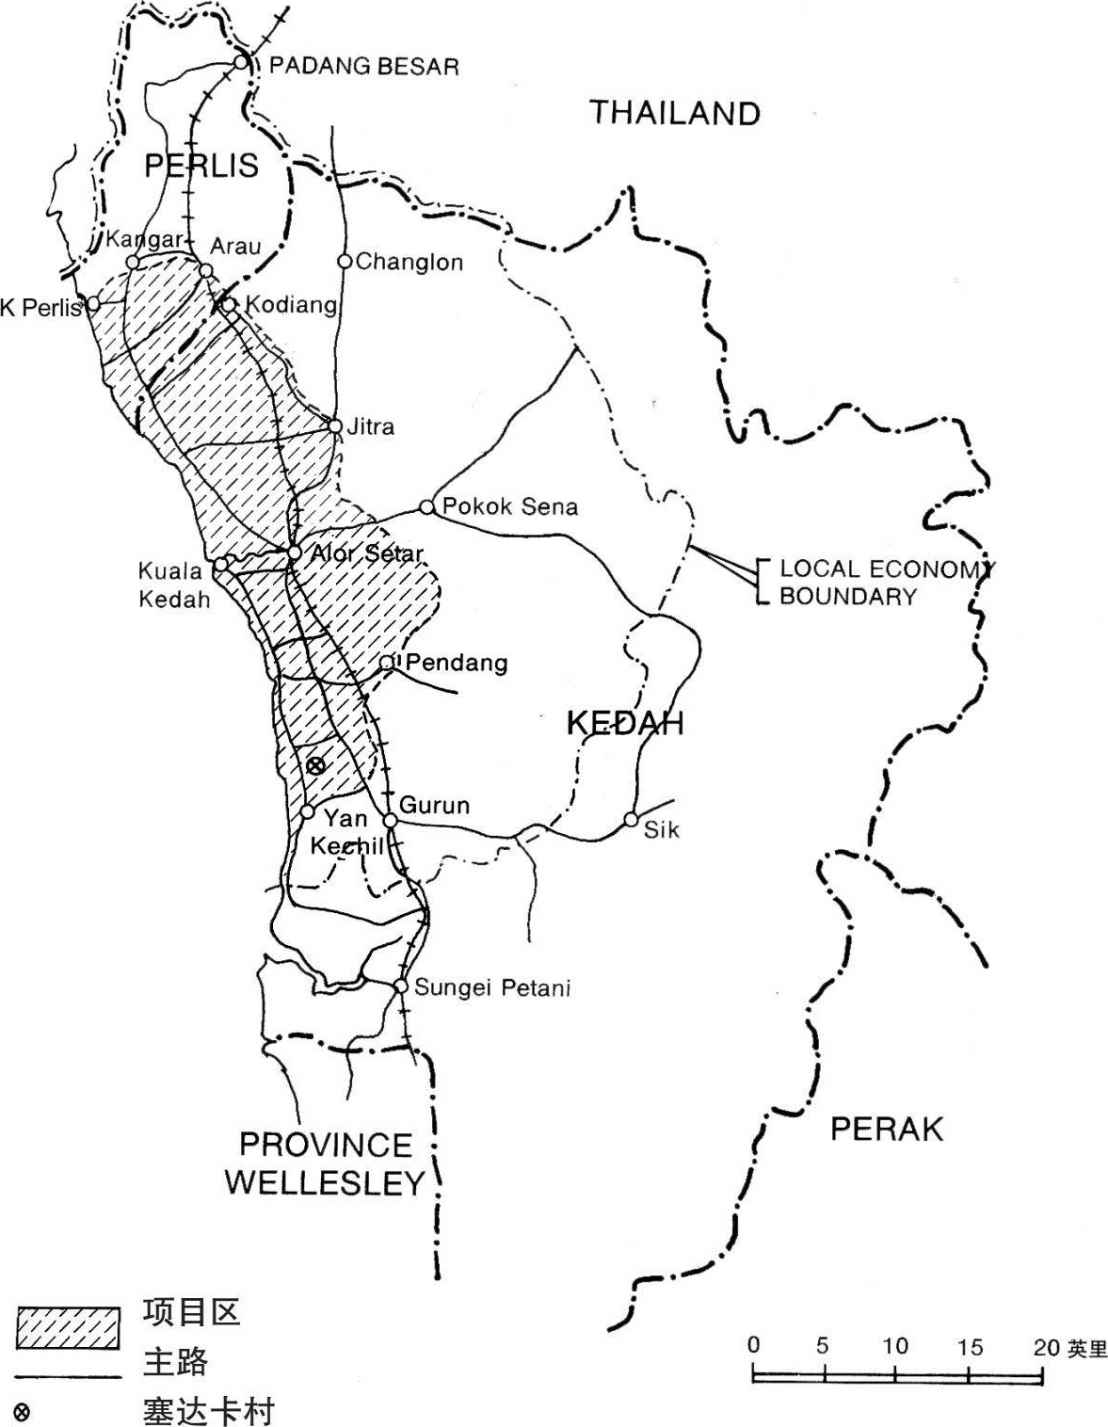 PADANG BESAR
THAILAND
PERLIS
Kangar
Arau
Changlon
K Perlis
Kodiang
Jitra
Pokok Sena
Alor Setar
LOCAL ECONOMY
BOUNDARY
Kuala
Kedah
Pendang
KEDAH
Gurun
Yan
Kechil
Sik
Sungei Petani
PERAK
PROVINCE
WELLESLEY
项目区
主路
塞达卡村
0 5 10 15 20 英里